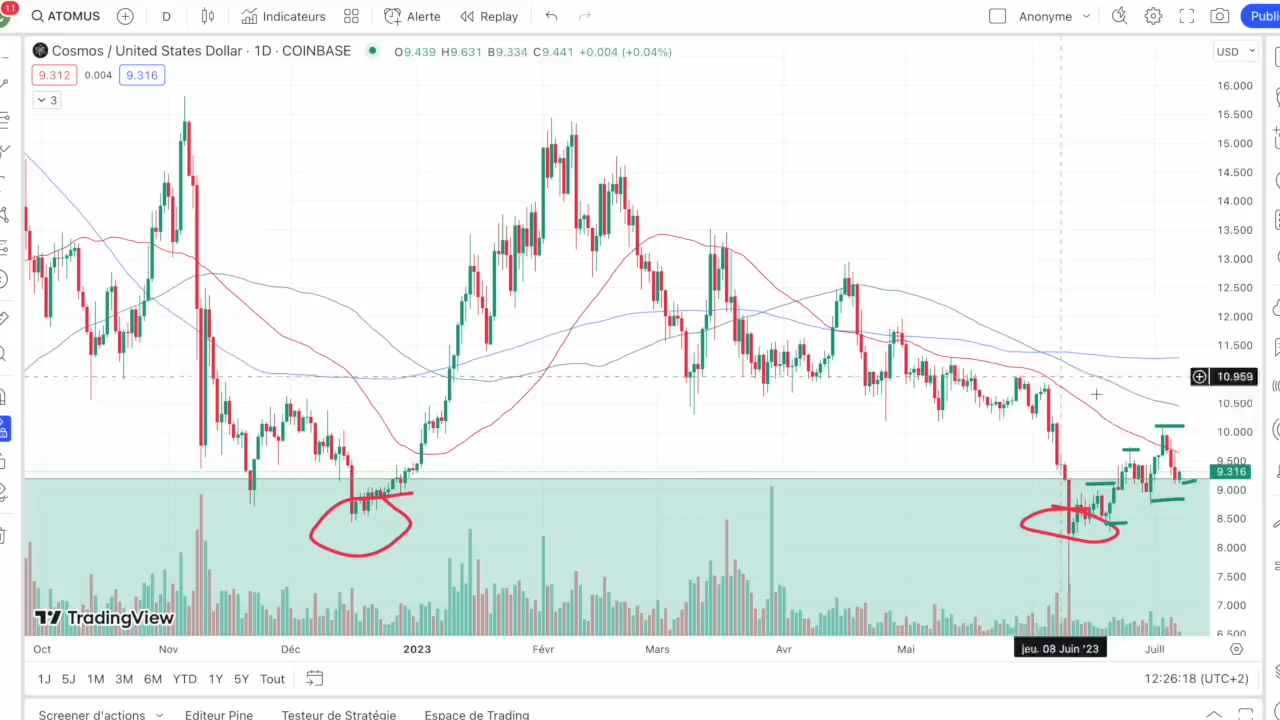 11
ATOMUS
D
Indicateurs
Alerte
Replay
Anonyme
Publi
Cosmos / United States Dollar · 1D · COINBASE
O9.439 H9.631 B9.334 C9.441 +0.004 (+0.04%)
USD
9.312
0.004
9.316
3
16.000
15.500
15.000
14.500
14.000
13.500
13.000
12.500
12.000
11.500
10.959
10.500
10.000
9.500
9.316
9.000
8.500
8.000
7.500
7.000
6.500
TradingView
Oct
Nov
Déc
2023
Févr
Mars
Avr
Mai
jeu. 08 Juin '23
Juill
1J 5J 1M 3M 6M YTD 1Y 5Y Tout
12:26:18 (UTC+2)
Screener d'actions
Editeur Pine
Testeur de Stratégie
Espace de Trading